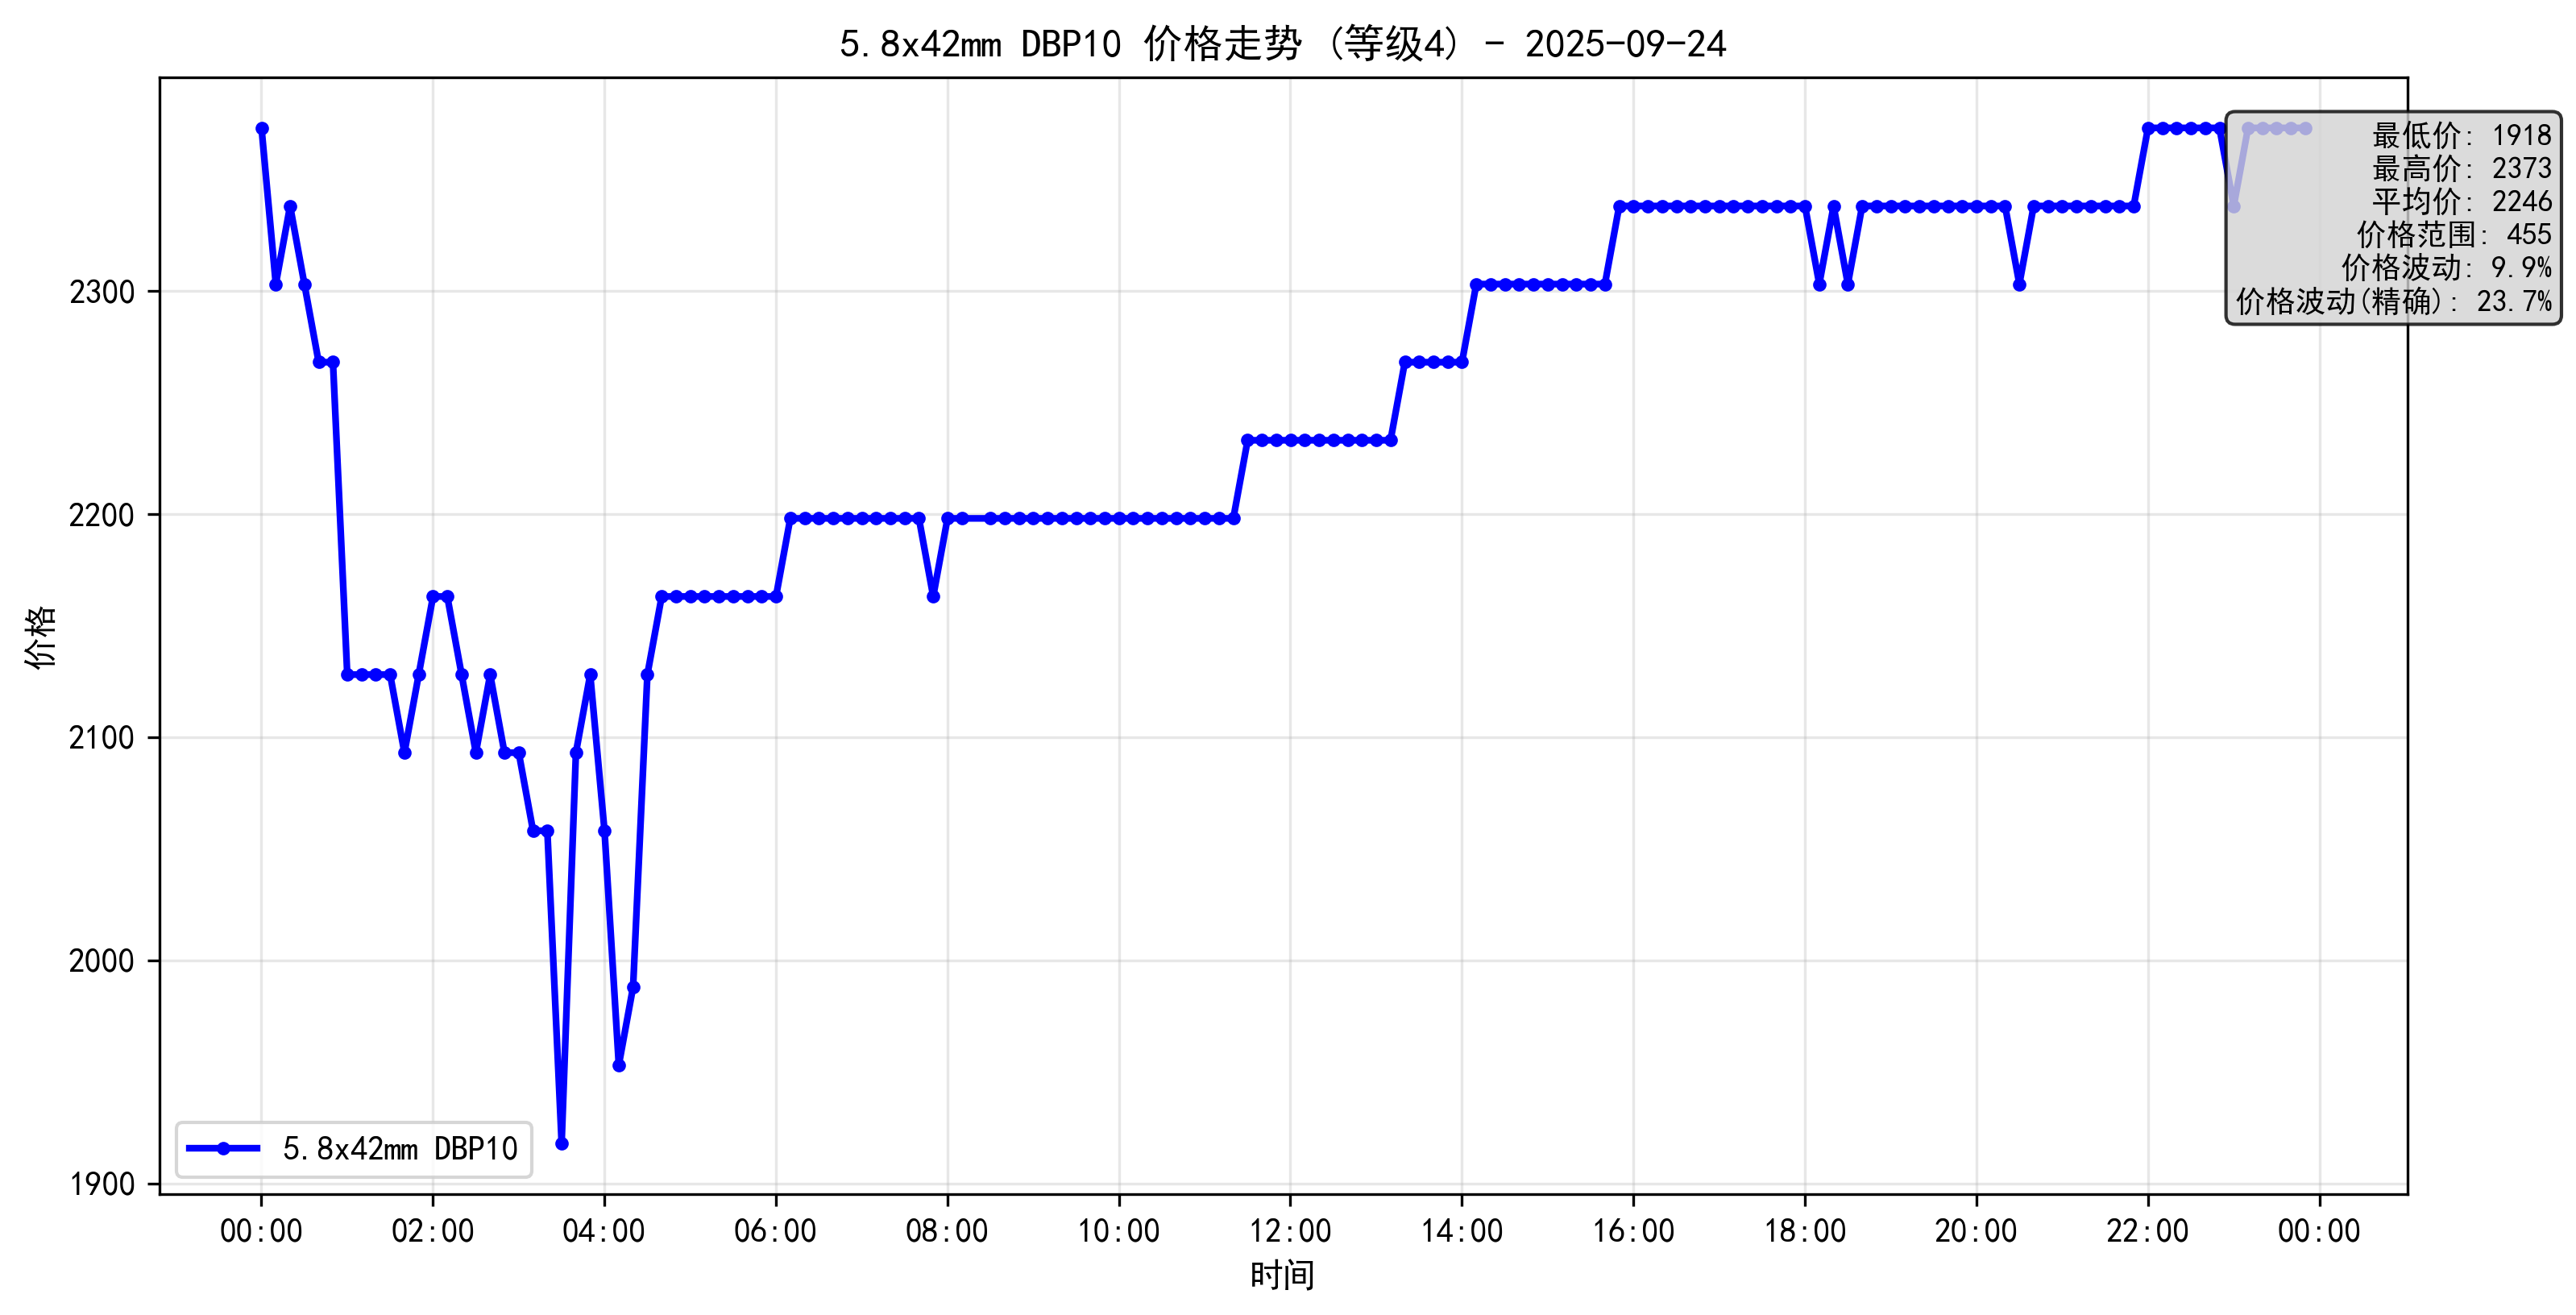 5.8x42mm DBP10 价格走势 (等级4) - 2025-09-24
最低价: 1918
最高价: 2373
平均价: 2246
价格范围: 455
价格波动: 9.9%
价格波动(精确): 23.7%
价格
2300
2200
2100
2000
1900
5.8x42mm DBP10
00:00 02:00 04:00 06:00 08:00 10:00 12:00 14:00 16:00 18:00 20:00 22:00 00:00
时间